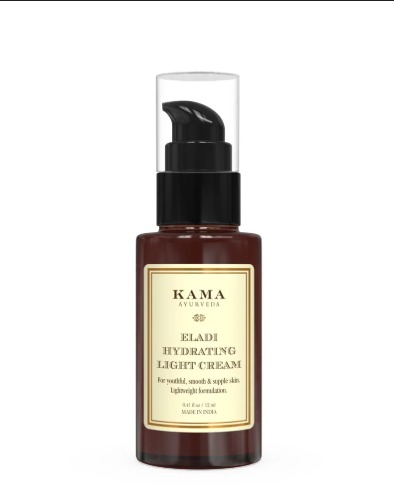 KAMA
AYURVEDA
ELADI
HYDRATING
LIGHT CREAM
For youthful, smooth & supple skin.
Lightweight formulation.
MADE IN INDIA